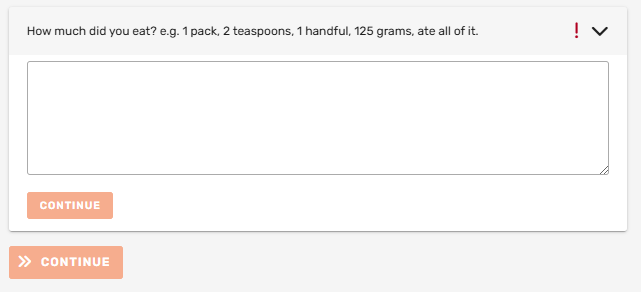 How much did you eat? e.g. 1 pack, 2 teaspoons, 1 handful, 125 grams, ate all of it.
CONTINUE
CONTINUE